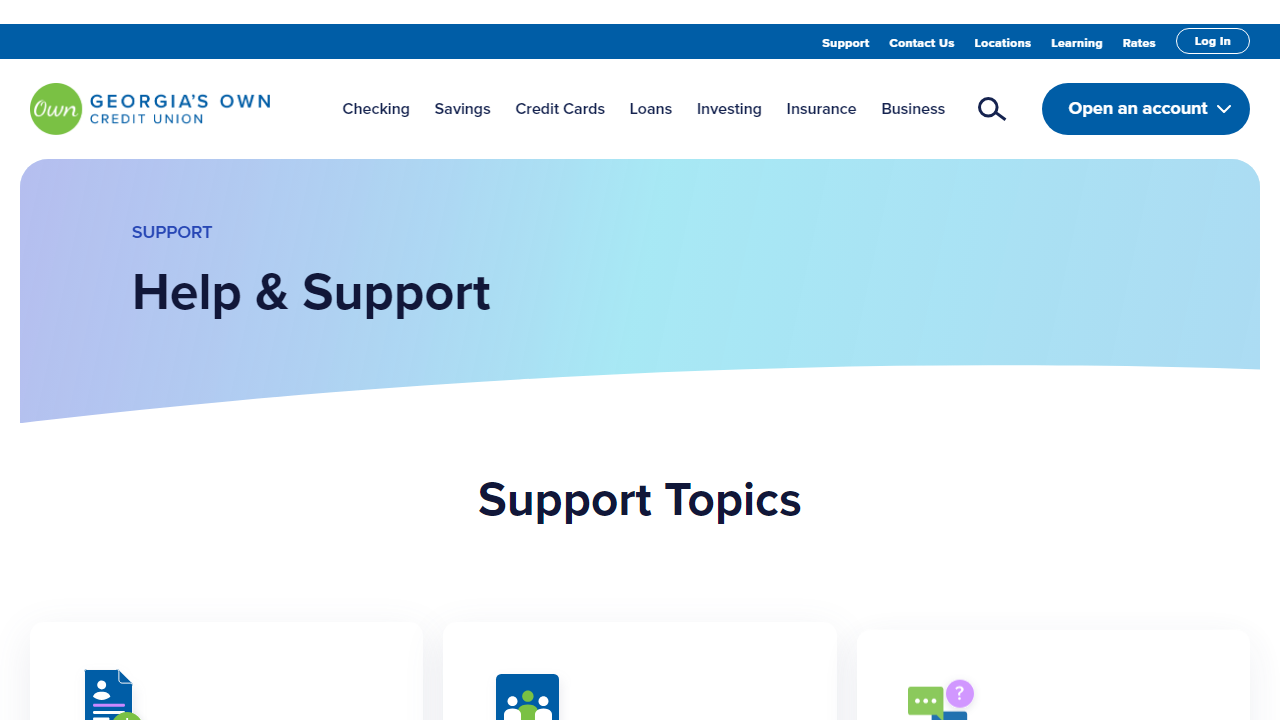 Support Contact Us Locations Learning Rates Log In
Own GEORGIA'S OWN
CREDIT UNION
Checking Savings Credit Cards Loans Investing Insurance Business Open an account
SUPPORT
Help & Support
Support Topics
?